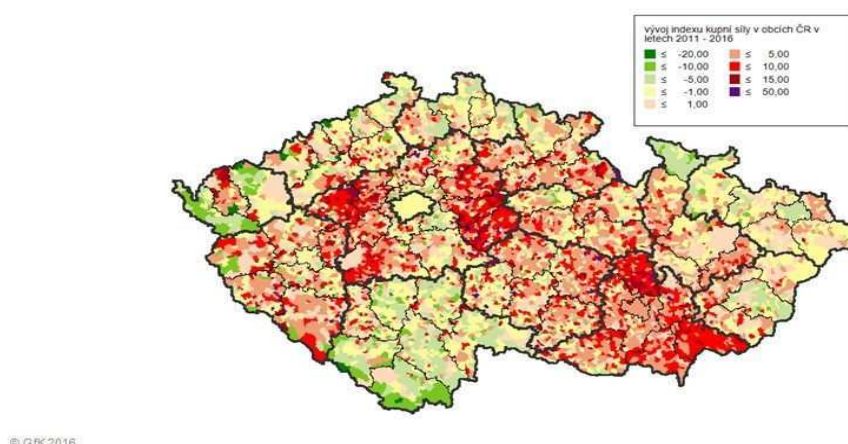 vývoj indexu kupní síly v obcích ČR v
letech 2011 - 2016
≤ -20,00 ≤ 5,00
≤ -10,00 ≤ 10,00
≤ -5,00 ≤ 15,00
≤ -1,00 ≤ 50,00
≤ 1,00
© GfK 2016